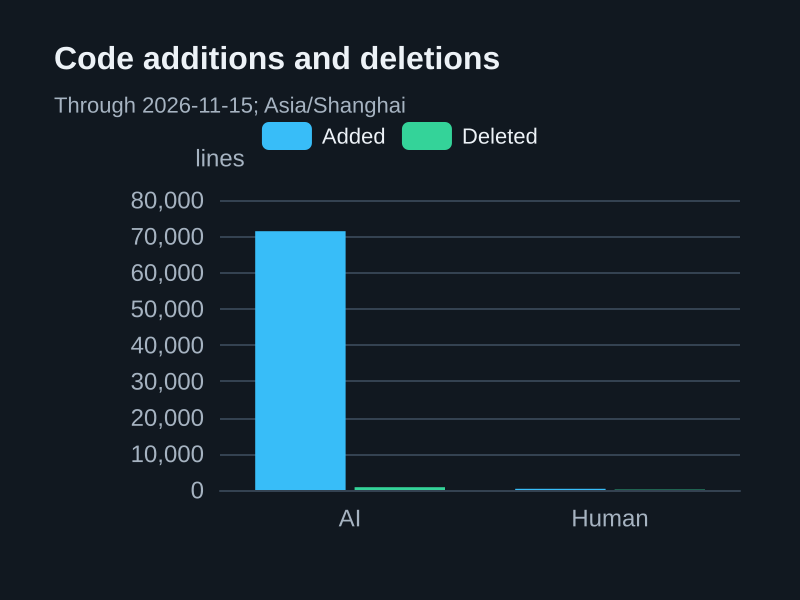 Code additions and deletions
Through 2026-11-15; Asia/Shanghai
Added Deleted
lines
80,000
70,000
60,000
50,000
40,000
30,000
20,000
10,000
0
AI Human